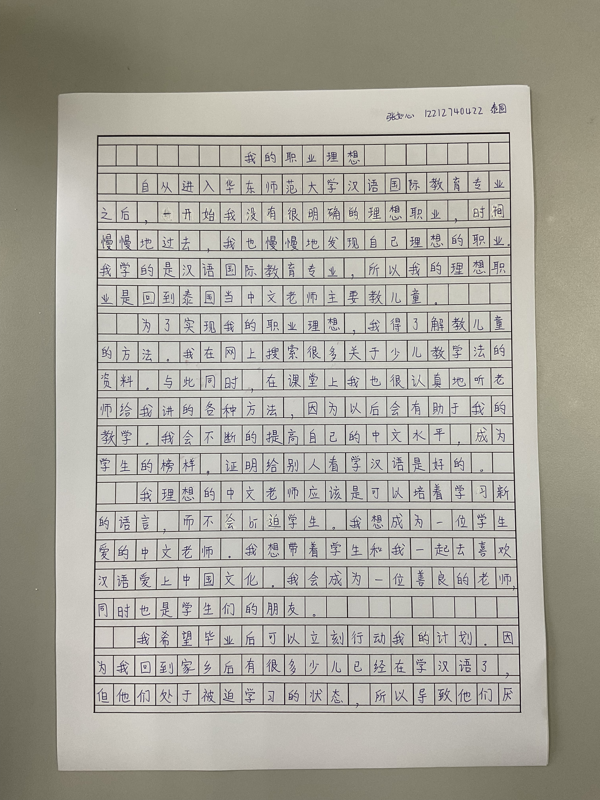 张如心 12212740422 泰国
我的职业理想
自从进入华东师范大学汉语国际教育专业
之后，一开始我没有很明确的理想职业，时间
慢慢地过去，我也慢慢地发现自己理想的职业.
我学的是汉语国际教育专业，所以我的理想职
业是回到泰国当中文老师主要教儿童.
为了实现我的职业理想，我得了解教儿童
的方法.我在网上搜索很多关于少儿教学法的
资料.与此同时，在课堂上我也很认真地听老
师给我讲的各种方法，因为以后会有助于我的
教学.我会不断的提高自己的中文水平，成为
学生的榜样.证明给别人看学汉语是好的。
我理想的中文老师应该是可以培着学习新
的语言，而不会迫学生.我想成为一位学生
爱的中文老师.我想带着学生和我一起去喜欢
汉语爱上中国文化.我会成为一位善良的老师，
同时也是学生们的朋友.
我希望毕业后可以立刻行动我的计划.因
为我回到家乡后有很多少儿已经在学汉语了，
但他们处于被迫学习的状态，所以导致他们厌